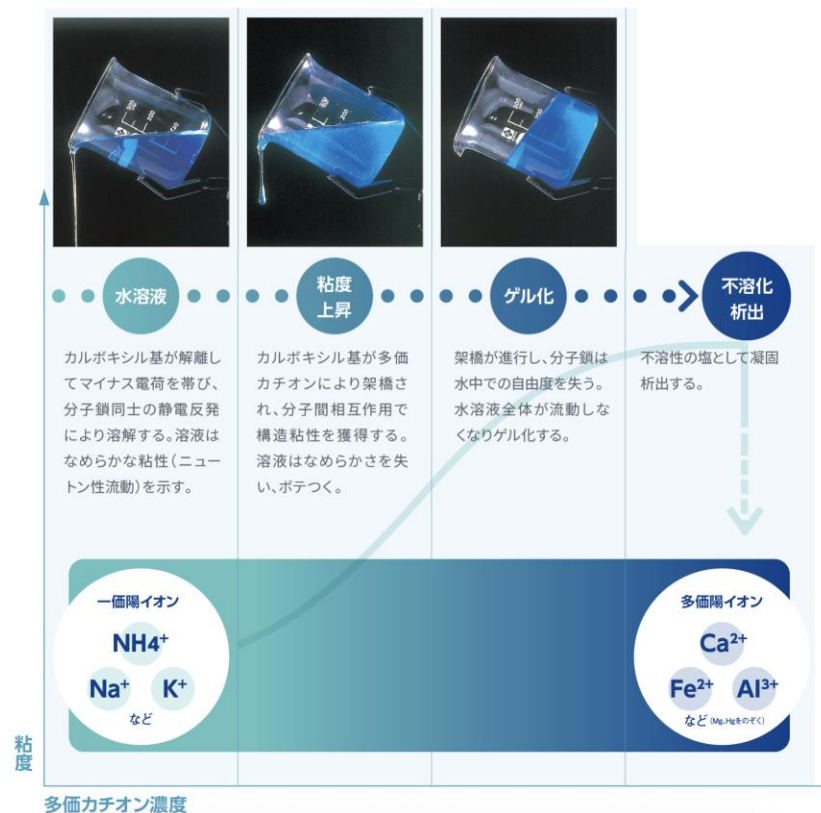 水溶液
粘度
上昇
ゲル化
不溶化
析出
カルボキシル基が解離し
てマイナス電荷を帯び、
分子鎖同士の静電反発
により溶解する。溶液は
なめらかな粘性(ニュー
トン性流動)を示す。
カルボキシル基が多価
カチオンにより架橋さ
れ、分子間相互作用で
構造粘性を獲得する。
溶液はなめらかさを失
い、ボテつく。
架橋が進行し、分子鎖は
水中での自由度を失う。
水溶液全体が流動しな
くなりゲル化する。
不溶性の塩として凝固
析出する。
一価陽イオン
NH4⁺
Na⁺ K⁺
など
多価陽イオン
Ca²⁺
Fe²⁺ Al³⁺
など(Mg、Hgをのぞく)
粘度
多価カチオン濃度